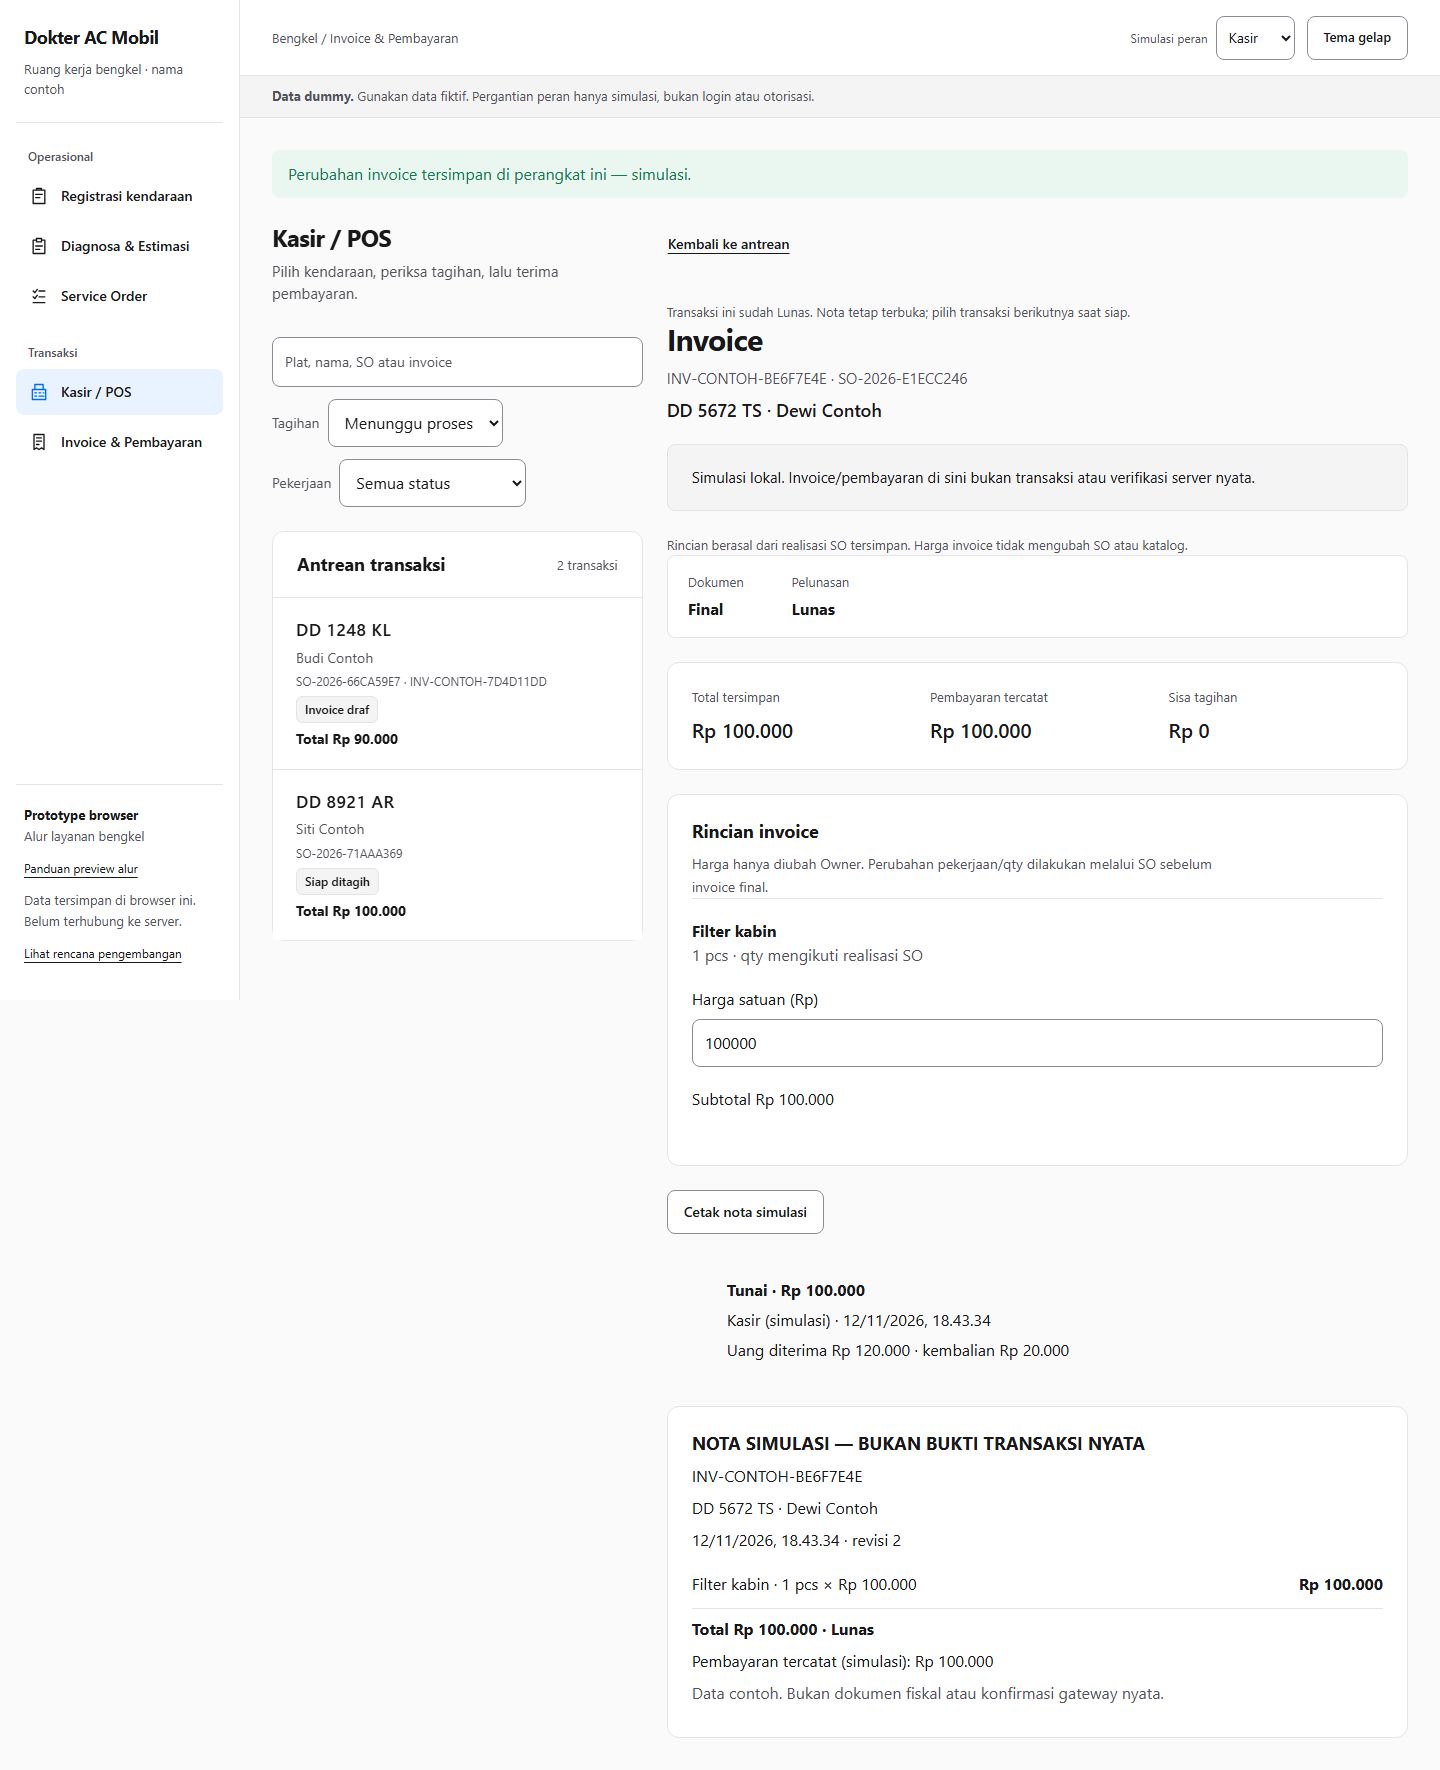 Dokter AC Mobil
Ruang kerja bengkel · nama
contoh
Operasional
Registrasi kendaraan
Diagnosa & Estimasi
Service Order
Transaksi
Kasir / POS
Invoice & Pembayaran
Prototype browser
Alur layanan bengkel
Panduan preview alur
Data tersimpan di browser ini.
Belum terhubung ke server.
Lihat rencana pengembangan
Bengkel / Invoice & Pembayaran
Simulasi peran
Kasir
Tema gelap
Data dummy. Gunakan data fiktif. Pergantian peran hanya simulasi, bukan login atau otorisasi.
Perubahan invoice tersimpan di perangkat ini — simulasi.
Kasir / POS
Pilih kendaraan, periksa tagihan, lalu terima
pembayaran.
Plat, nama, SO atau invoice
Tagihan
Menunggu proses
Pekerjaan
Semua status
Antrean transaksi
2 transaksi
DD 1248 KL
Budi Contoh
SO-2026-66CA59E7 · INV-CONTOH-7D4D11DD
Invoice draf
Total Rp 90.000
DD 8921 AR
Siti Contoh
SO-2026-71AAA369
Siap ditagih
Total Rp 100.000
Kembali ke antrean
Transaksi ini sudah Lunas. Nota tetap terbuka; pilih transaksi berikutnya saat siap.
Invoice
INV-CONTOH-BE6F7E4E · SO-2026-E1ECC246
DD 5672 TS · Dewi Contoh
Simulasi lokal. Invoice/pembayaran di sini bukan transaksi atau verifikasi server nyata.
Rincian berasal dari realisasi SO tersimpan. Harga invoice tidak mengubah SO atau katalog.
Dokumen
Final
Pelunasan
Lunas
Total tersimpan
Rp 100.000
Pembayaran tercatat
Rp 100.000
Sisa tagihan
Rp 0
Rincian invoice
Harga hanya diubah Owner. Perubahan pekerjaan/qty dilakukan melalui SO sebelum
invoice final.
Filter kabin
1 pcs · qty mengikuti realisasi SO
Harga satuan (Rp)
100000
Subtotal Rp 100.000
Cetak nota simulasi
Tunai · Rp 100.000
Kasir (simulasi) · 12/11/2026, 18.43.34
Uang diterima Rp 120.000 · kembalian Rp 20.000
NOTA SIMULASI — BUKAN BUKTI TRANSAKSI NYATA
INV-CONTOH-BE6F7E4E
DD 5672 TS · Dewi Contoh
12/11/2026, 18.43.34 · revisi 2
Filter kabin · 1 pcs × Rp 100.000
Rp 100.000
Total Rp 100.000 · Lunas
Pembayaran tercatat (simulasi): Rp 100.000
Data contoh. Bukan dokumen fiskal atau konfirmasi gateway nyata.